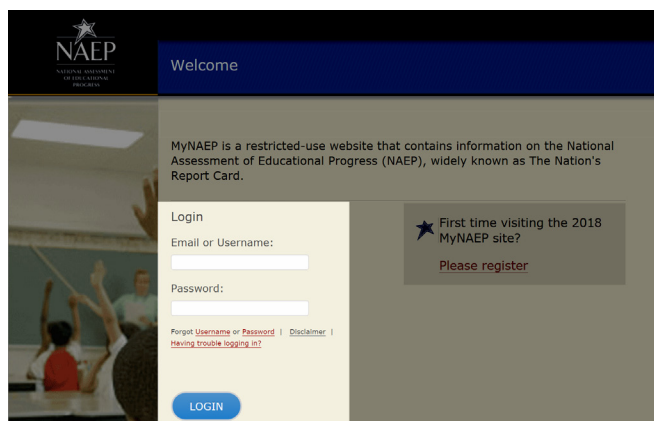 NAEP
NATIONAL ASSESSMENT
OF EDUCATIONAL
PROGRESS
Welcome
MyNAEP is a restricted-use website that contains information on the National
Assessment of Educational Progress (NAEP), widely known as The Nation's
Report Card.
Login
Email or Username:
Password:
Forgot Username or Password | Disclaimer |
Having trouble logging in?
LOGIN
First time visiting the 2018
MyNAEP site?
Please register